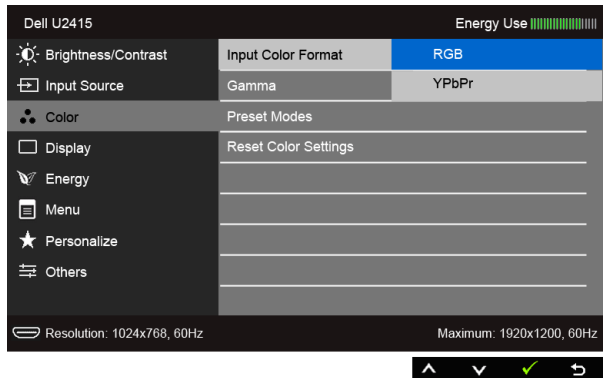 Dell U2415 Energy Use
Brightness/Contrast Input Color Format RGB
Input Source Gamma YPbPr
Color Preset Modes
Display Reset Color Settings
Energy
Menu
Personalize
Others
Resolution: 1024x768, 60Hz Maximum: 1920x1200, 60Hz